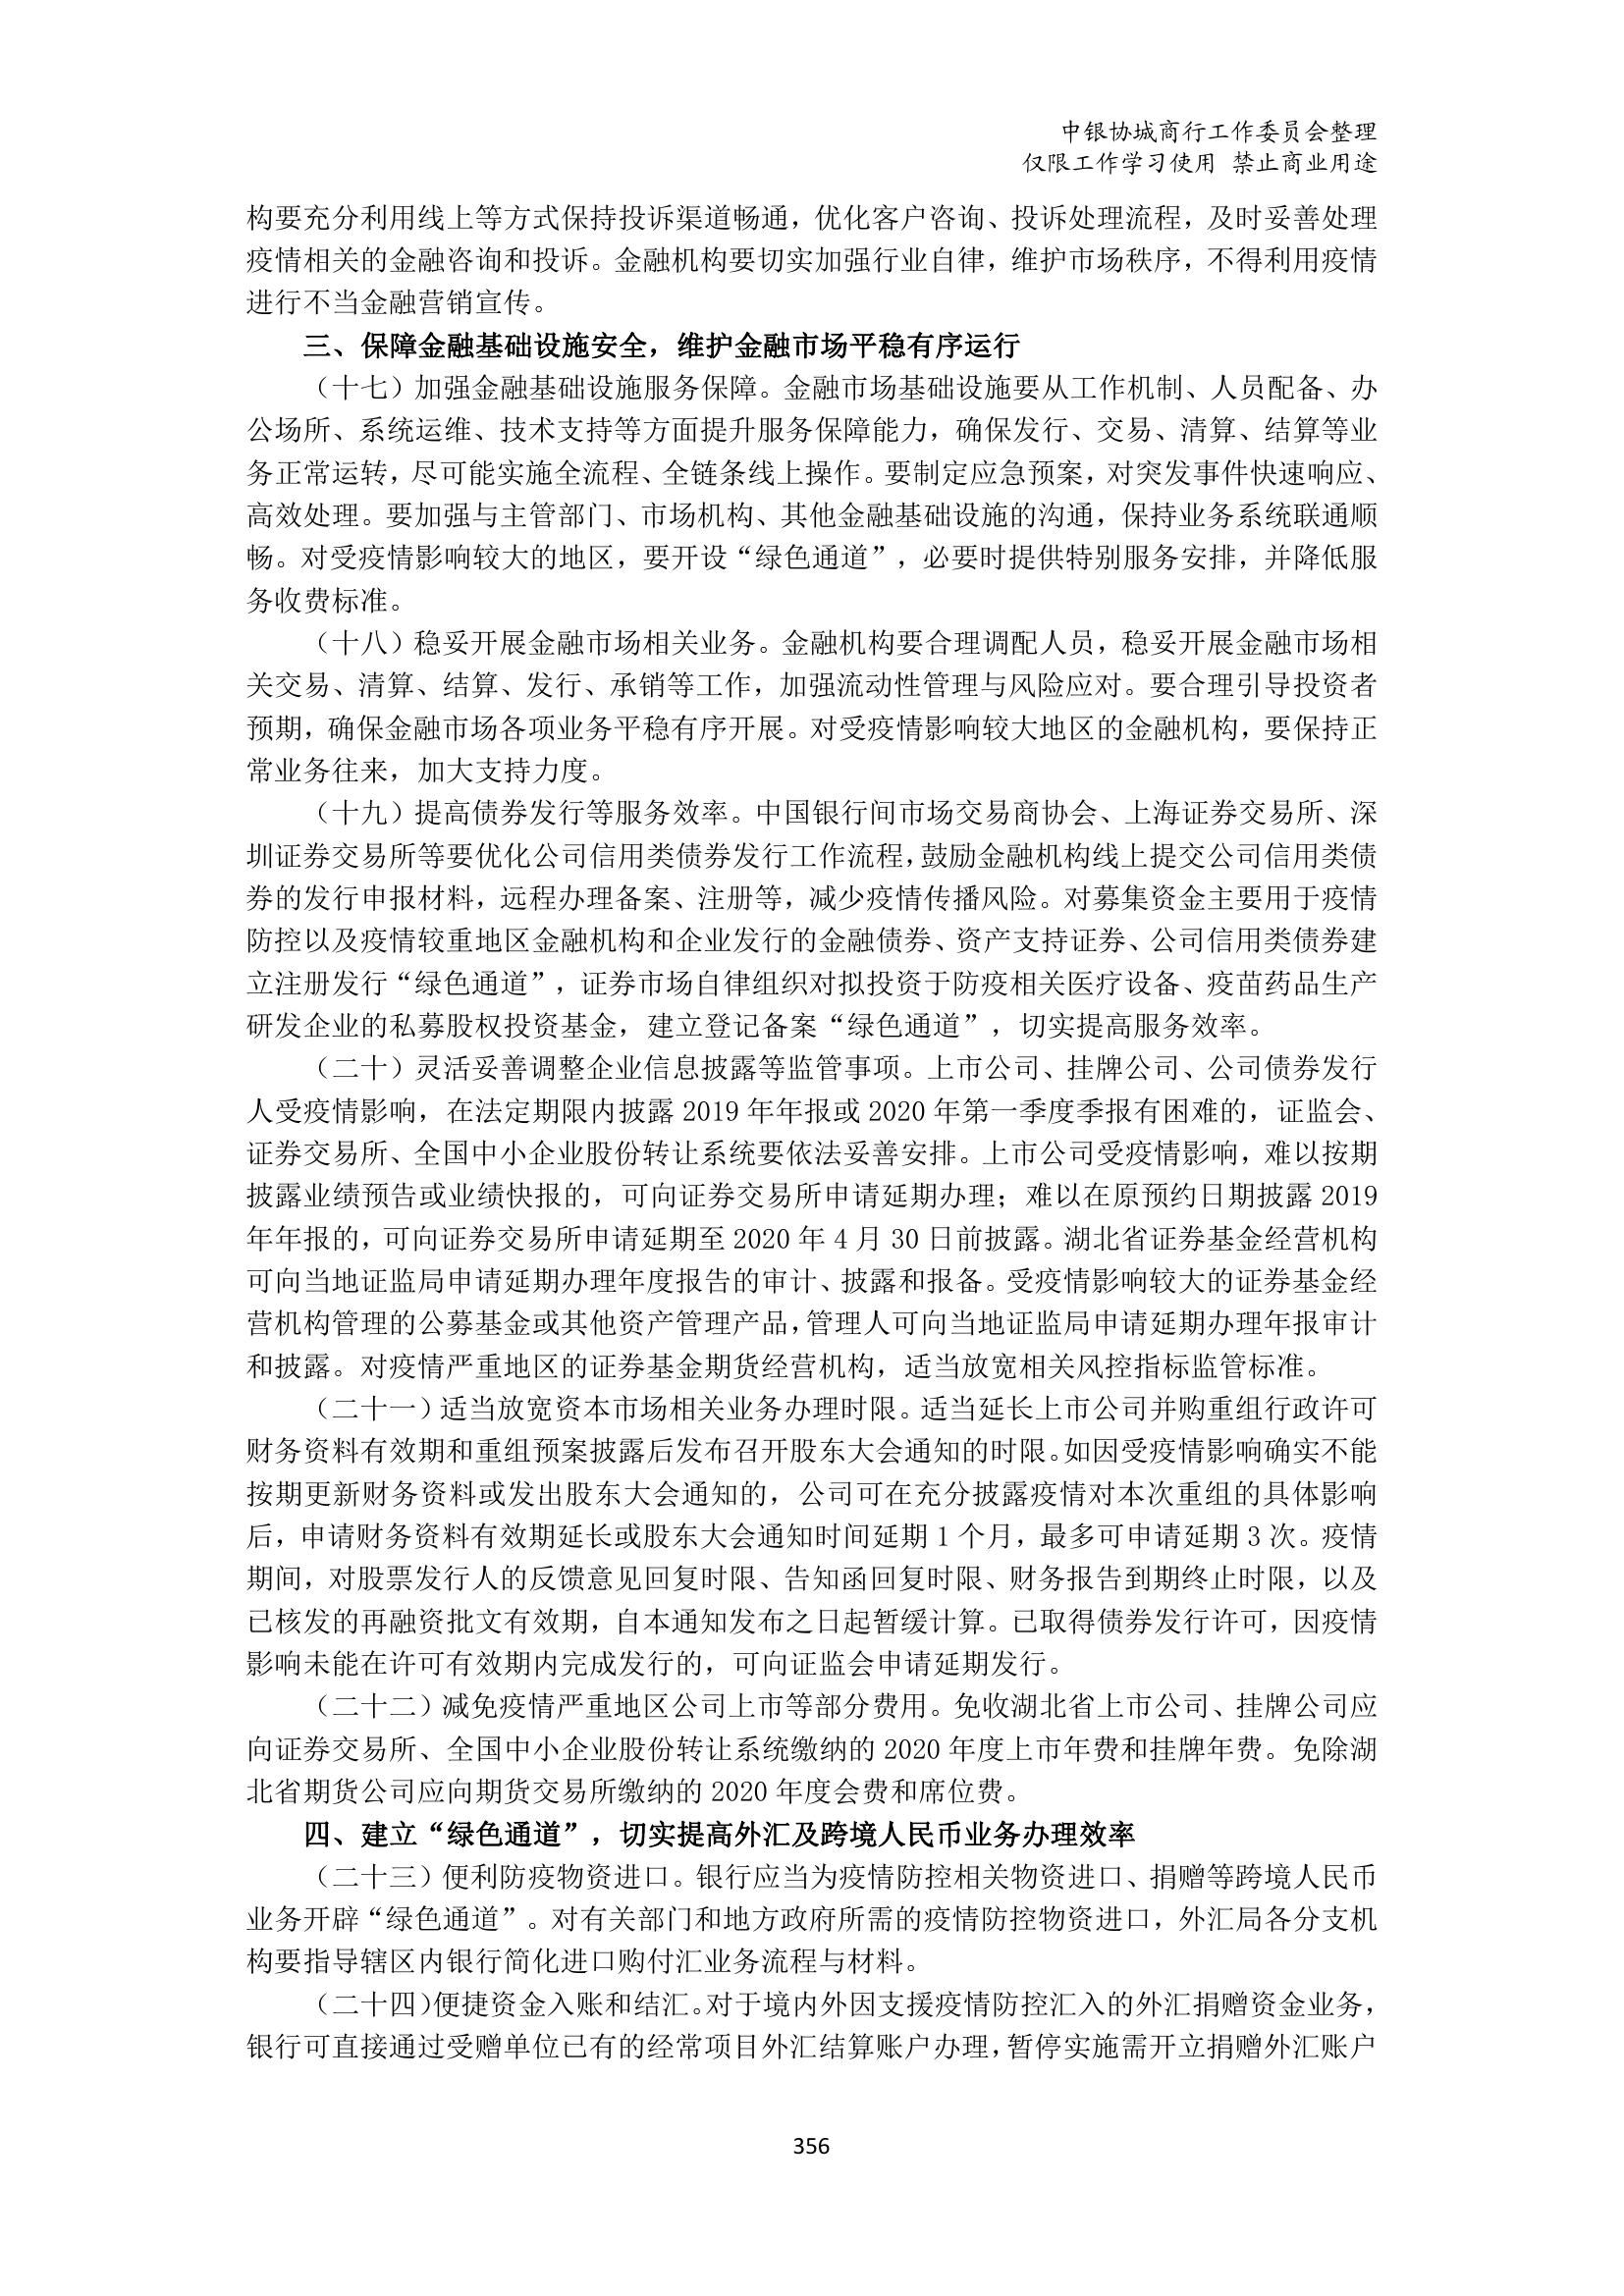 中银协城商行工作委员会整理
仅限工作学习使用 禁止商业用途
构要充分利用线上等方式保持投诉渠道畅通，优化客户咨询、投诉处理流程，及时妥善处理
疫情相关的金融咨询和投诉。金融机构要切实加强行业自律，维护市场秩序，不得利用疫情
进行不当金融营销宣传。
三、保障金融基础设施安全，维护金融市场平稳有序运行
（十七）加强金融基础设施服务保障。金融市场基础设施要从工作机制、人员配备、办
公场所、系统运维、技术支持等方面提升服务保障能力，确保发行、交易、清算、结算等业
务正常运转，尽可能实施全流程、全链条线上操作。要制定应急预案，对突发事件快速响应、
高效处理。要加强与主管部门、市场机构、其他金融基础设施的沟通，保持业务系统联通顺
畅。对受疫情影响较大的地区，要开设“绿色通道”，必要时提供特别服务安排，并降低服
务收费标准。
（十八）稳妥开展金融市场相关业务。金融机构要合理调配人员，稳妥开展金融市场相
关交易、清算、结算、发行、承销等工作，加强流动性管理与风险应对。要合理引导投资者
预期，确保金融市场各项业务平稳有序开展。对受疫情影响较大地区的金融机构，要保持正
常业务往来，加大支持力度。
（十九）提高债券发行等服务效率。中国银行间市场交易商协会、上海证券交易所、深
圳证券交易所等要优化公司信用类债券发行工作流程，鼓励金融机构线上提交公司信用类债
券的发行申报材料，远程办理备案、注册等，减少疫情传播风险。对募集资金主要用于疫情
防控以及疫情较重地区金融机构和企业发行的金融债券、资产支持证券、公司信用类债券建
立注册发行“绿色通道”，证券市场自律组织对拟投资于防疫相关医疗设备、疫苗药品生产
研发企业的私募股权投资基金，建立登记备案“绿色通道”，切实提高服务效率。
（二十）灵活妥善调整企业信息披露等监管事项。上市公司、挂牌公司、公司债券发行
人受疫情影响，在法定期限内披露 2019 年年报或 2020 年第一季度季报有困难的，证监会、
证券交易所、全国中小企业股份转让系统要依法妥善安排。上市公司受疫情影响，难以按期
披露业绩预告或业绩快报的，可向证券交易所申请延期办理；难以在原预约日期披露 2019
年年报的，可向证券交易所申请延期至 2020 年 4 月 30 日前披露。湖北省证券基金经营机构
可向当地证监局申请延期办理年度报告的审计、披露和报备。受疫情影响较大的证券基金经
营机构管理的公募基金或其他资产管理产品，管理人可向当地证监局申请延期办理年报审计
和披露。对疫情严重地区的证券基金期货经营机构，适当放宽相关风控指标监管标准。
（二十一）适当放宽资本市场相关业务办理时限。适当延长上市公司并购重组行政许可
财务资料有效期和重组预案披露后发布召开股东大会通知的时限。如因受疫情影响确实不能
按期更新财务资料或发出股东大会通知的，公司可在充分披露疫情对本次重组的具体影响
后，申请财务资料有效期延长或股东大会通知时间延期 1 个月，最多可申请延期 3 次。疫情
期间，对股票发行人的反馈意见回复时限、告知函回复时限、财务报告到期终止时限，以及
已核发的再融资批文有效期，自本通知发布之日起暂缓计算。已取得债券发行许可，因疫情
影响未能在许可有效期内完成发行的，可向证监会申请延期发行。
（二十二）减免疫情严重地区公司上市等部分费用。免收湖北省上市公司、挂牌公司应
向证券交易所、全国中小企业股份转让系统缴纳的 2020 年度上市年费和挂牌年费。免除湖
北省期货公司应向期货交易所缴纳的 2020 年度会费和席位费。
四、建立“绿色通道”，切实提高外汇及跨境人民币业务办理效率
（二十三）便利防疫物资进口。银行应当为疫情防控相关物资进口、捐赠等跨境人民币
业务开辟“绿色通道”。对有关部门和地方政府所需的疫情防控物资进口，外汇局各分支机
构要指导辖区内银行简化进口购付汇业务流程与材料。
（二十四）便捷资金入账和结汇。对于境内外因支援疫情防控汇入的外汇捐赠资金业务，
银行可直接通过受赠单位已有的经常项目外汇结算账户办理，暂停实施需开立捐赠外汇账户
356